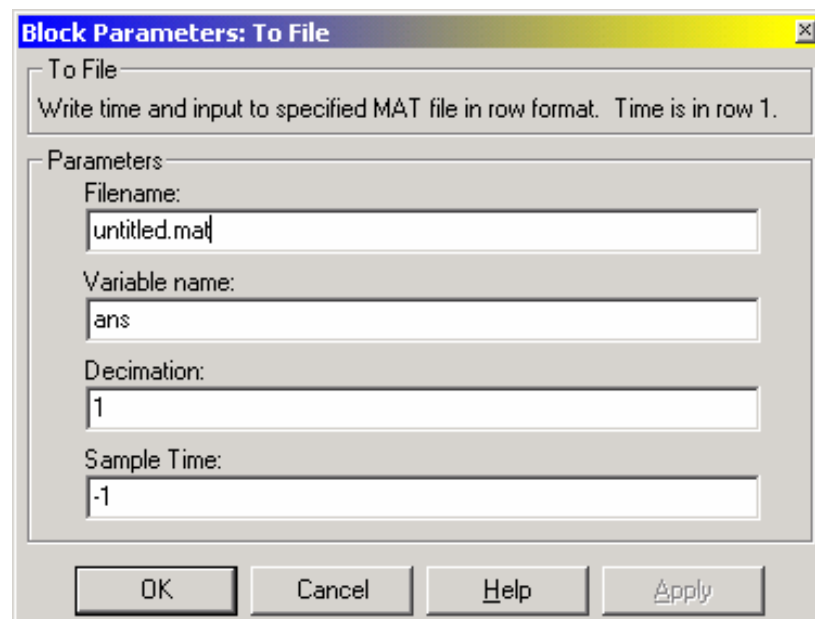 Block Parameters: To File
To File
Write time and input to specified MAT file in row format. Time is in row 1.
Parameters
Filename:
untitled.mat
Variable name:
ans
Decimation:
1
Sample Time:
-1
OK Cancel Help Apply